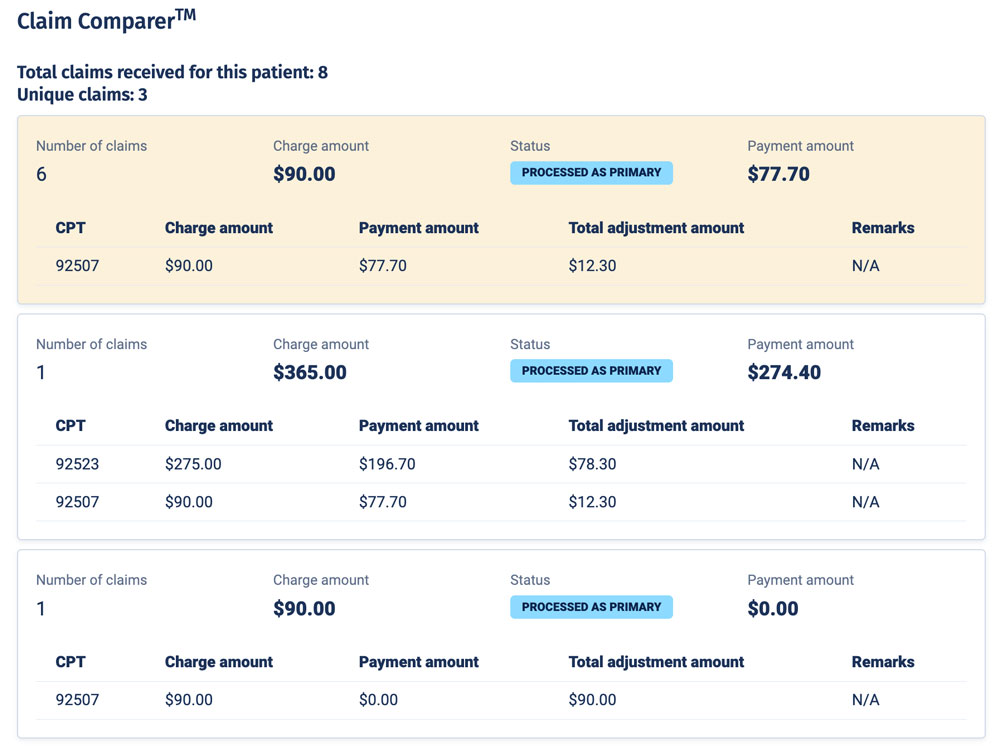 Claim Comparer™
Total claims received for this patient: 8
Unique claims: 3
Number of claims Charge amount Status Payment amount
6 $90.00 PROCESSED AS PRIMARY $77.70
CPT Charge amount Payment amount Total adjustment amount Remarks
92507 $90.00 $77.70 $12.30 N/A
Number of claims Charge amount Status Payment amount
1 $365.00 PROCESSED AS PRIMARY $274.40
CPT Charge amount Payment amount Total adjustment amount Remarks
92523 $275.00 $196.70 $78.30 N/A
92507 $90.00 $77.70 $12.30 N/A
Number of claims Charge amount Status Payment amount
1 $90.00 PROCESSED AS PRIMARY $0.00
CPT Charge amount Payment amount Total adjustment amount Remarks
92507 $90.00 $0.00 $90.00 N/A